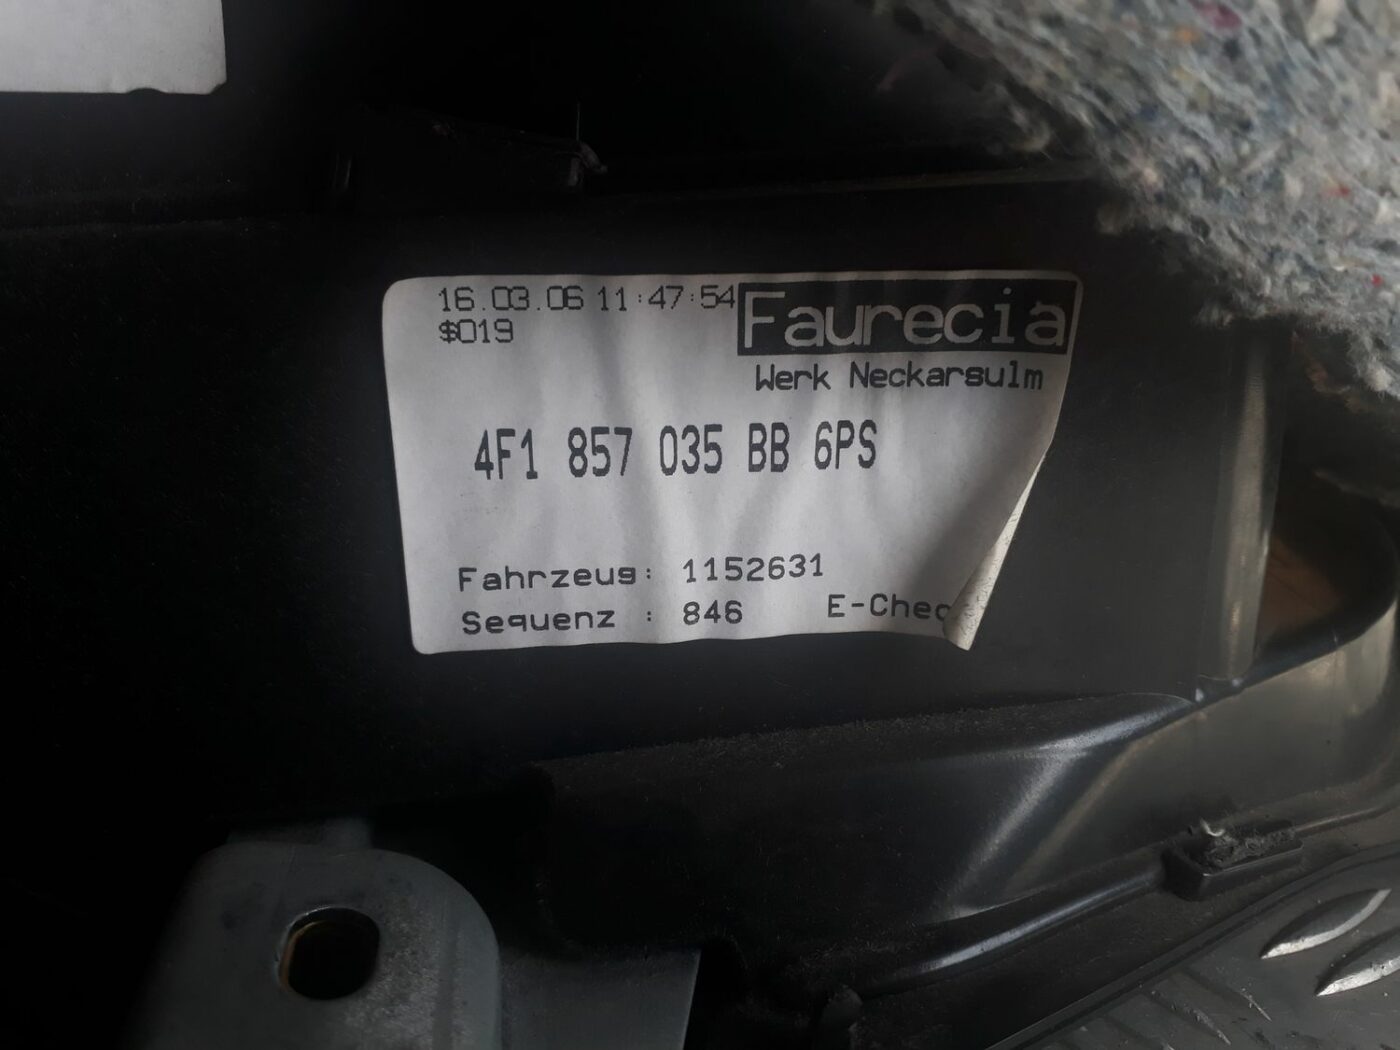 16.03.06 11:47:54 Faurecia
$019
Werk Neckarsulm
4F1 857 035 BB 6PS
Fahrzeug: 1152631
Sequenz : 846 E-Chec